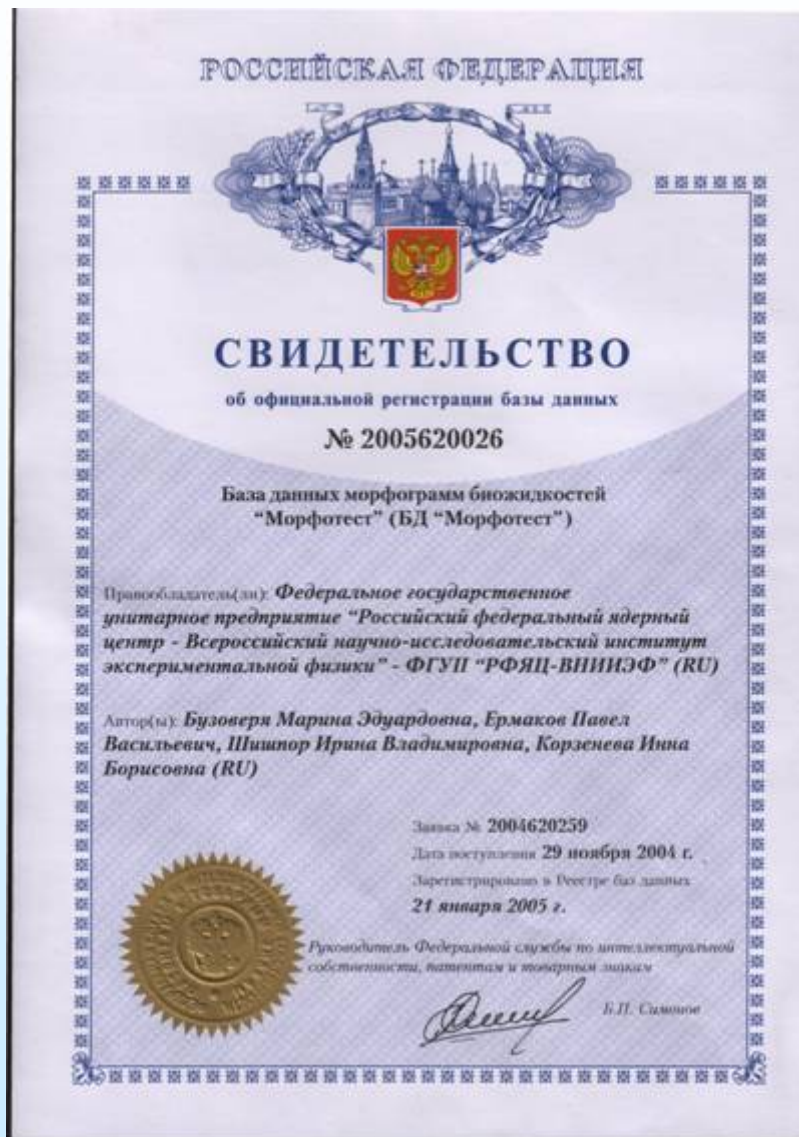 РОССИЙСКАЯ ФЕДЕРАЦИЯ
СВИДЕТЕЛЬСТВО
об официальной регистрации базы данных
№ 2005620026
База данных морфограмм биожидкостей
“Морфотест” (БД “Морфотест”)
Правообладатель(ли): Федеральное государственное
унитарное предприятие “Российский федеральный ядерный
центр - Всероссийский научно-исследовательский институт
экспериментальной физики” - ФГУП “РФЯЦ-ВНИИЭФ” (RU)
Автор(ы): Бузоверя Марина Эдуардовна, Ермаков Павел
Васильевич, Шишпор Ирина Владимировна, Корзенева Инна
Борисовна (RU)
Заявка № 2004620259
Дата поступления 29 ноября 2004 г.
Зарегистрировано в Реестре баз данных
21 января 2005 г.
Руководитель Федеральной службы по интеллектуальной
собственности, патентам и товарным знакам
Б.П. Симонов